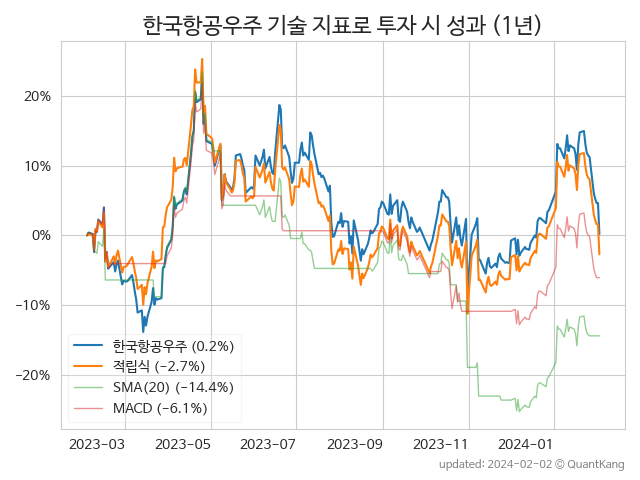 한국항공우주 기술 지표로 투자 시 성과 (1년)
20%
10%
0%
−10%
−20%
한국항공우주 (0.2%)
적립식 (−2.7%)
SMA(20) (−14.4%)
MACD (−6.1%)
2023−03 2023−05 2023−07 2023−09 2023−11 2024−01
updated: 2024−02−02 © QuantKang